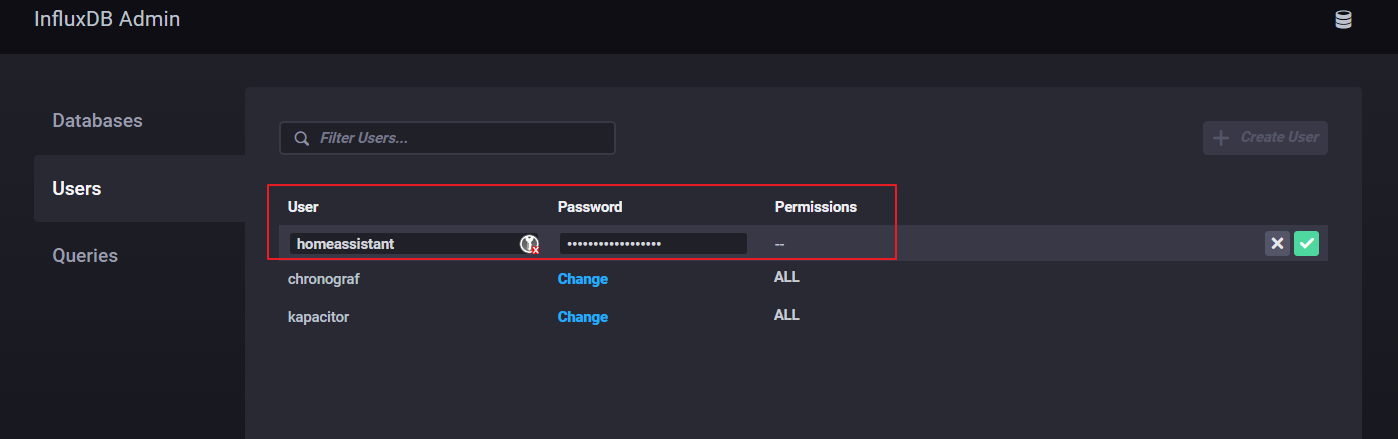 InfluxDB Admin
Databases
Users
Queries
Filter Users...
Create User
User Password Permissions
homeassistant •••••••••••••••••• --
chronograf Change ALL
kapacitor Change ALL